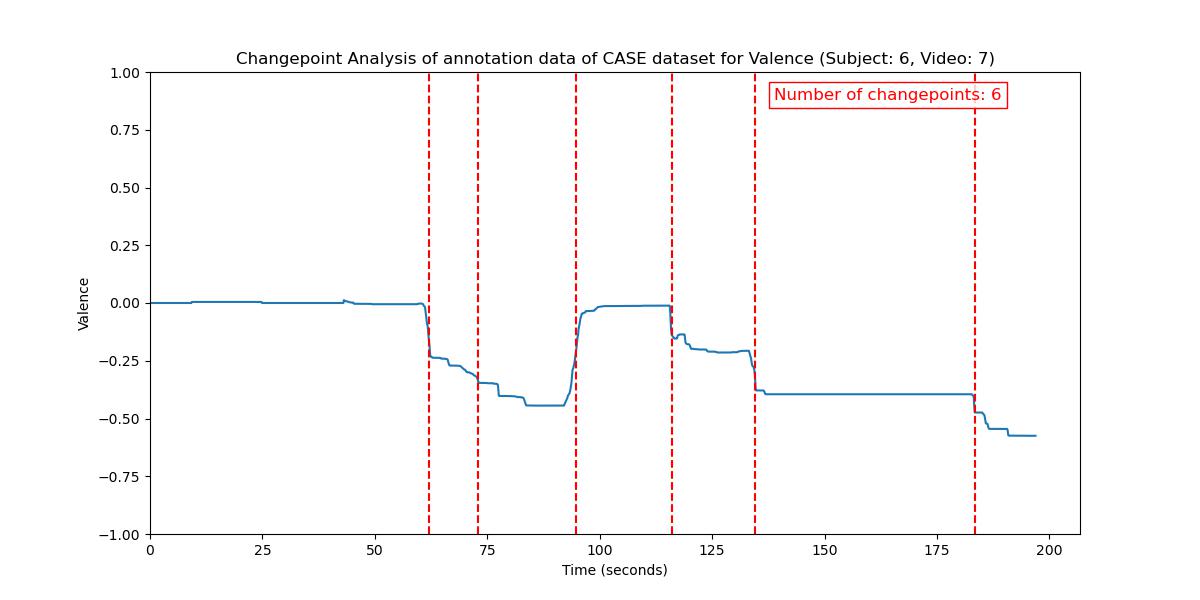 Changepoint Analysis of annotation data of CASE dataset for Valence (Subject: 6, Video: 7)
Number of changepoints: 6
1.00
0.75
0.50
0.25
0.00
−0.25
−0.50
−0.75
−1.00
Valence
0 25 50 75 100 125 150 175 200
Time (seconds)